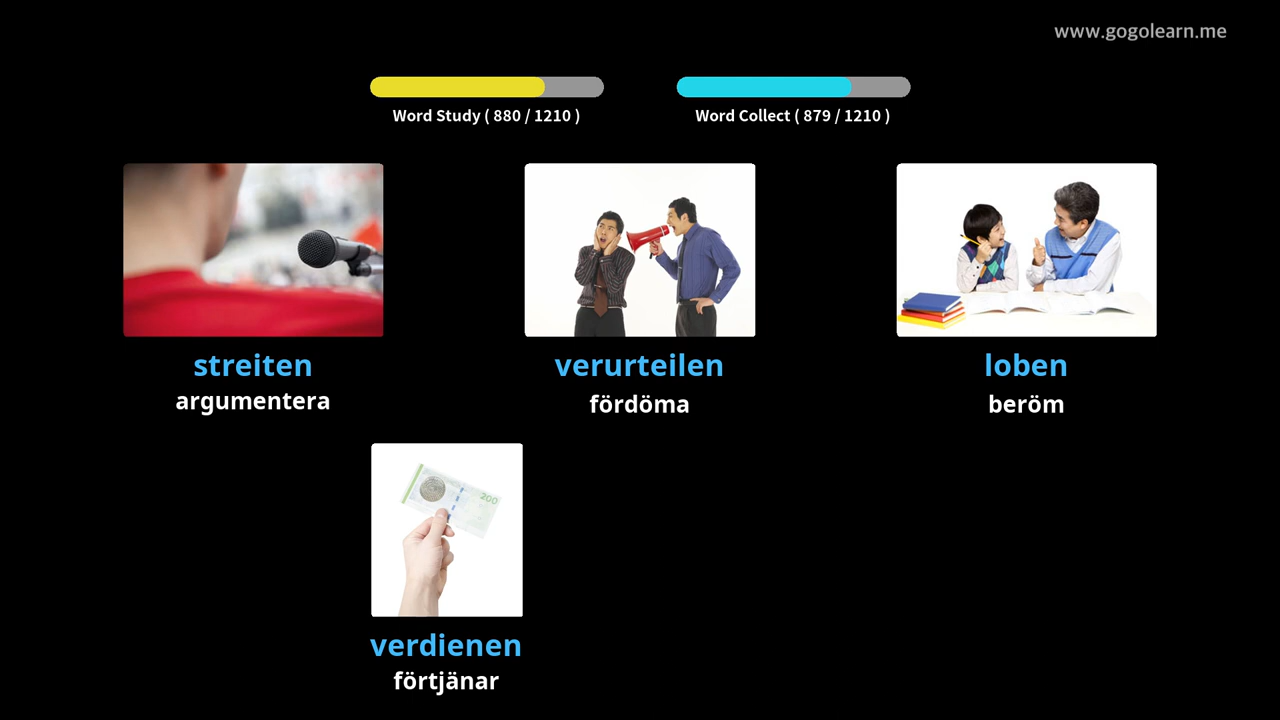 www.gogolearn.me
Word Study ( 880 / 1210 )
Word Collect ( 879 / 1210 )
streiten
argumentera
verurteilen
fördöma
loben
beröm
200
verdienen
förtjänar